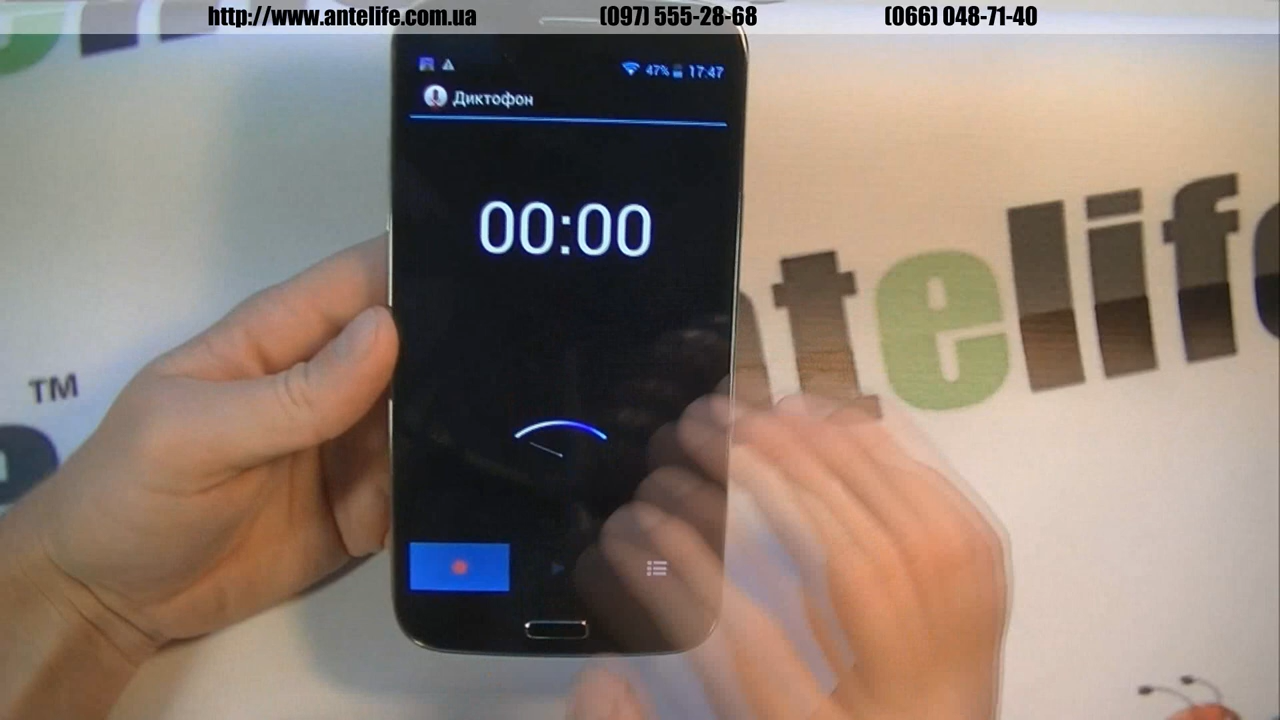 http://www.antelife.com.ua (097) 555-28-68 (066) 048-71-40
47% 17:47
Диктофон
00:00
antelife
TM